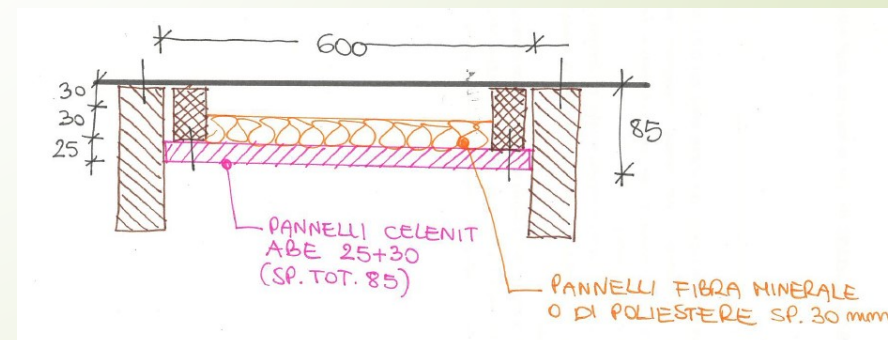 600
30
30
25
85
PANNELLI CELENIT
ABE 25+30
(SP. TOT. 85)
PANNELLI FIBRA MINERALE
O DI POLIESTERE SP. 30 mm